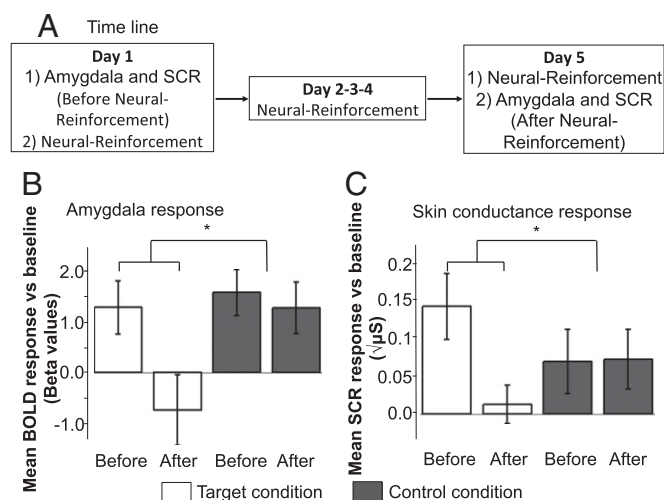 A
Time line
Day 1
1) Amygdala and SCR
(Before Neural-
Reinforcement)
2) Neural-Reinforcement
Day 2-3-4
Neural-Reinforcement
Day 5
1) Neural-Reinforcement
2) Amygdala and SCR
(After Neural-
Reinforcement)
B
Amygdala response
Mean BOLD response vs baseline
(Beta values)
*
2.0
1.0
0.0
-1.0
Before After Before After
C
Skin conductance response
Mean SCR response vs baseline
(√µS)
*
0.2
0.15
0.05
0.0
Before After Before After
Target condition
Control condition